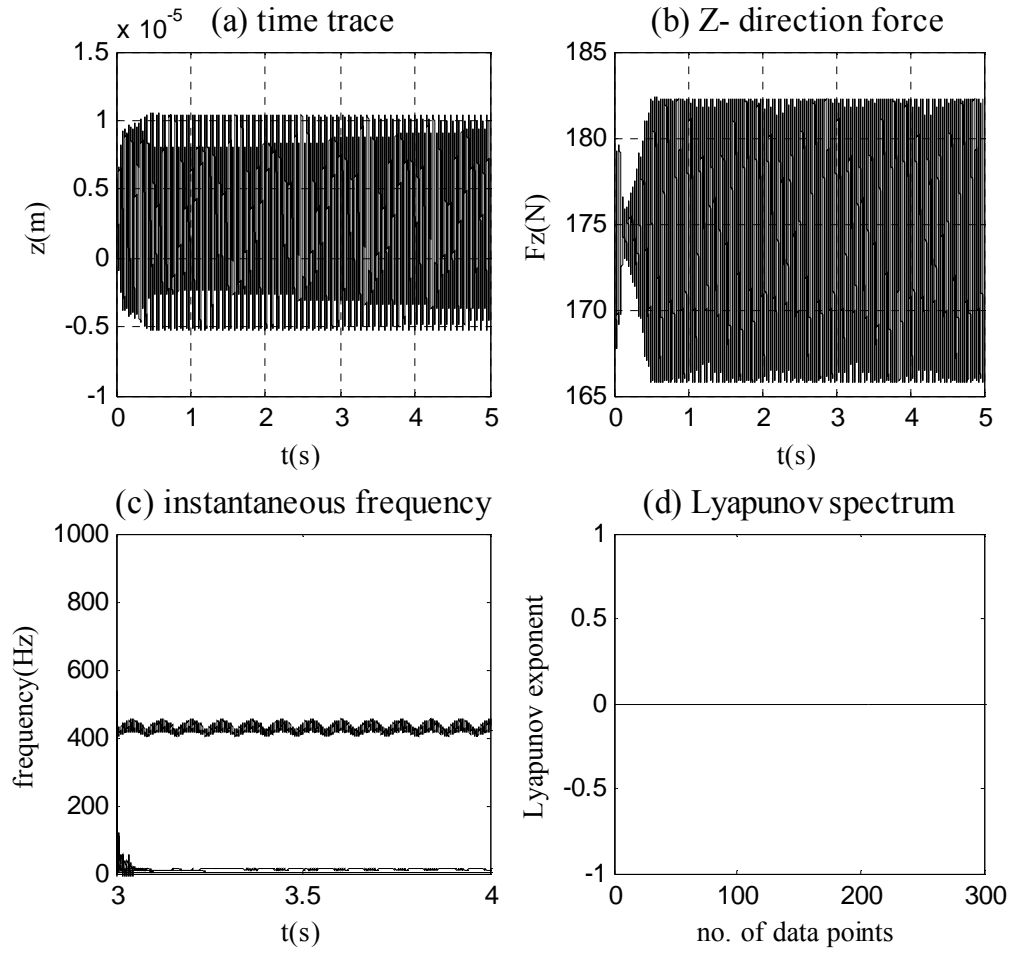 (a) time trace
x 10^-5
1.5
1
0.5
0
-0.5
-1
z(m)
0 1 2 3 4 5
t(s)
(b) Z- direction force
185
180
175
170
165
Fz(N)
0 1 2 3 4 5
t(s)
(c) instantaneous frequency
1000
800
600
400
200
0
frequency(Hz)
3 3.5 4
t(s)
(d) Lyapunov spectrum
1
0.5
0
-0.5
-1
Lyapunov exponent
0 100 200 300
no. of data points